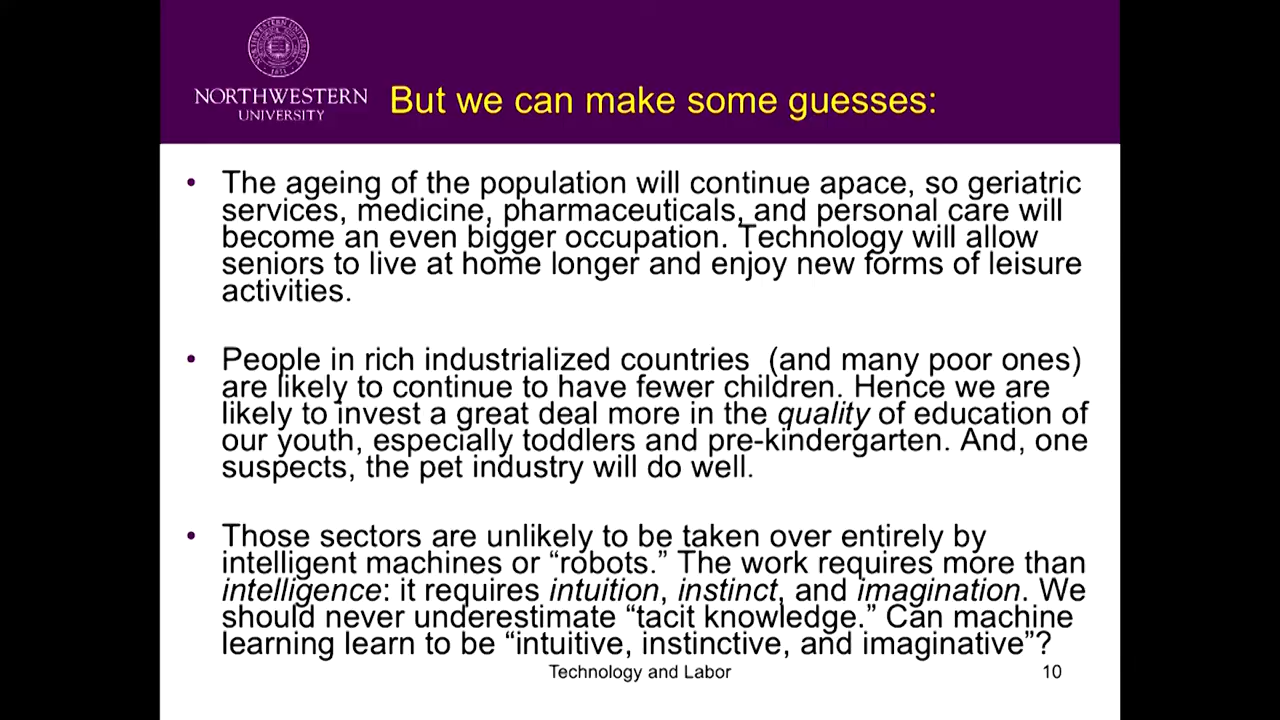 NORTHWESTERN
UNIVERSITY
But we can make some guesses:
• The ageing of the population will continue apace, so geriatric
services, medicine, pharmaceuticals, and personal care will
become an even bigger occupation. Technology will allow
seniors to live at home longer and enjoy new forms of leisure
activities.
• People in rich industrialized countries  (and many poor ones)
are likely to continue to have fewer children. Hence we are
likely to invest a great deal more in the quality of education of
our youth, especially toddlers and pre-kindergarten. And, one
suspects, the pet industry will do well.
• Those sectors are unlikely to be taken over entirely by
intelligent machines or “robots.” The work requires more than
intelligence: it requires intuition, instinct, and imagination. We
should never underestimate “tacit knowledge.” Can machine
learning learn to be “intuitive, instinctive, and imaginative”?
Technology and Labor
10